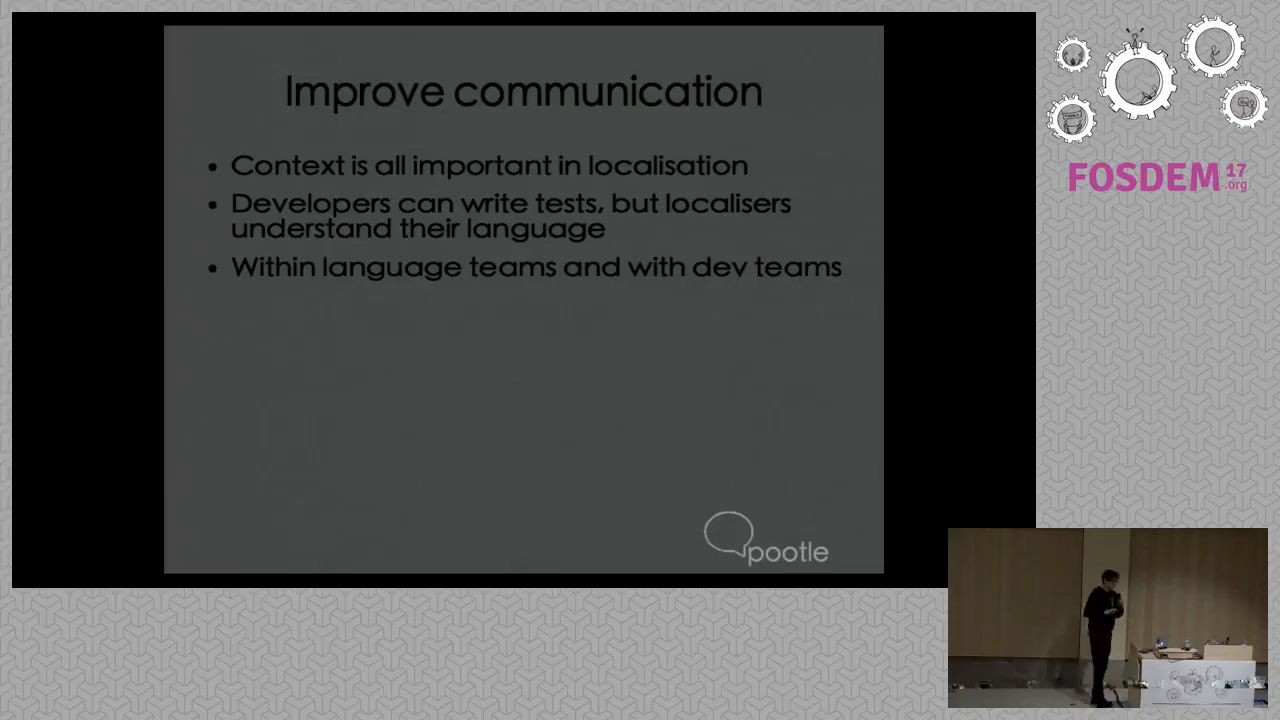 Improve communication
• Context is all important in localisation
• Developers can write tests, but localisers
understand their language
• Within language teams and with dev teams
pootle
FOSDEM 17
.org